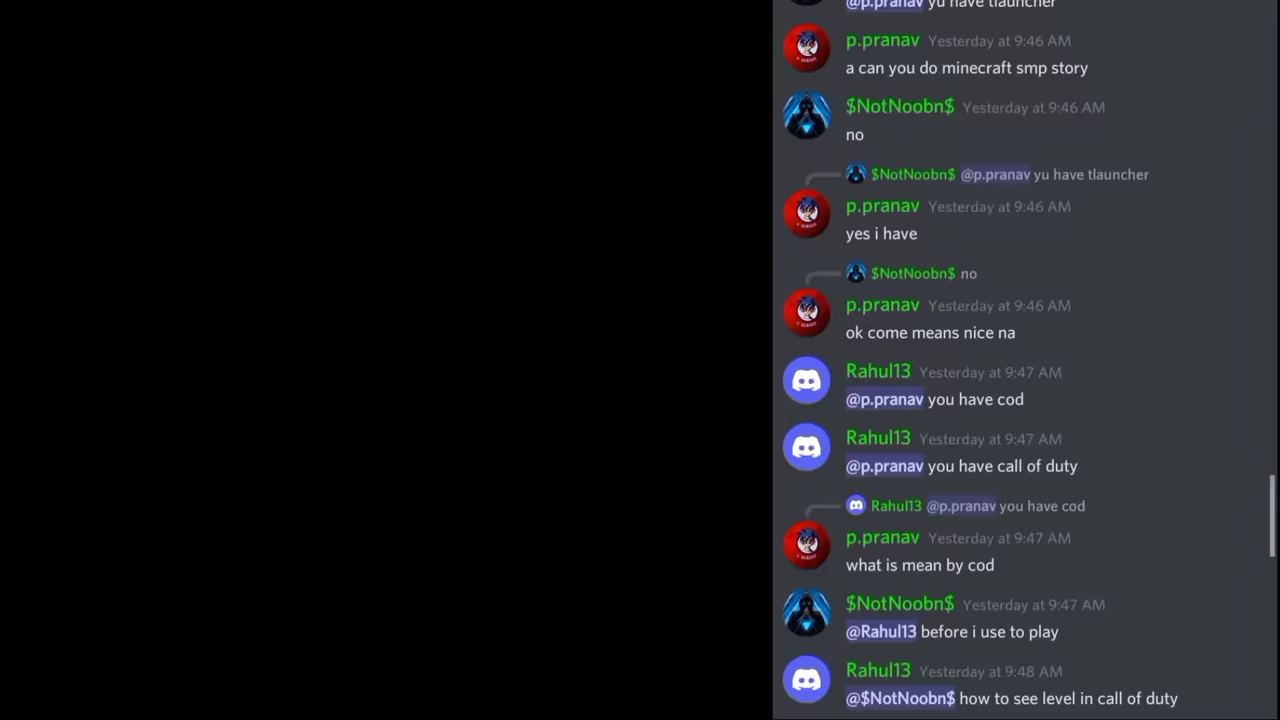 @p.pranav yu have tlauncher
p.pranav Yesterday at 9:46 AM
a can you do minecraft smp story
$NotNoobn$ Yesterday at 9:46 AM
no
$NotNoobn$ @p.pranav yu have tlauncher
p.pranav Yesterday at 9:46 AM
yes i have
$NotNoobn$ no
p.pranav Yesterday at 9:46 AM
ok come means nice na
Rahul13 Yesterday at 9:47 AM
@p.pranav you have cod
Rahul13 Yesterday at 9:47 AM
@p.pranav you have call of duty
Rahul13 @p.pranav you have cod
p.pranav Yesterday at 9:47 AM
what is mean by cod
$NotNoobn$ Yesterday at 9:47 AM
@Rahul13 before i use to play
Rahul13 Yesterday at 9:48 AM
@$NotNoobn$ how to see level in call of duty